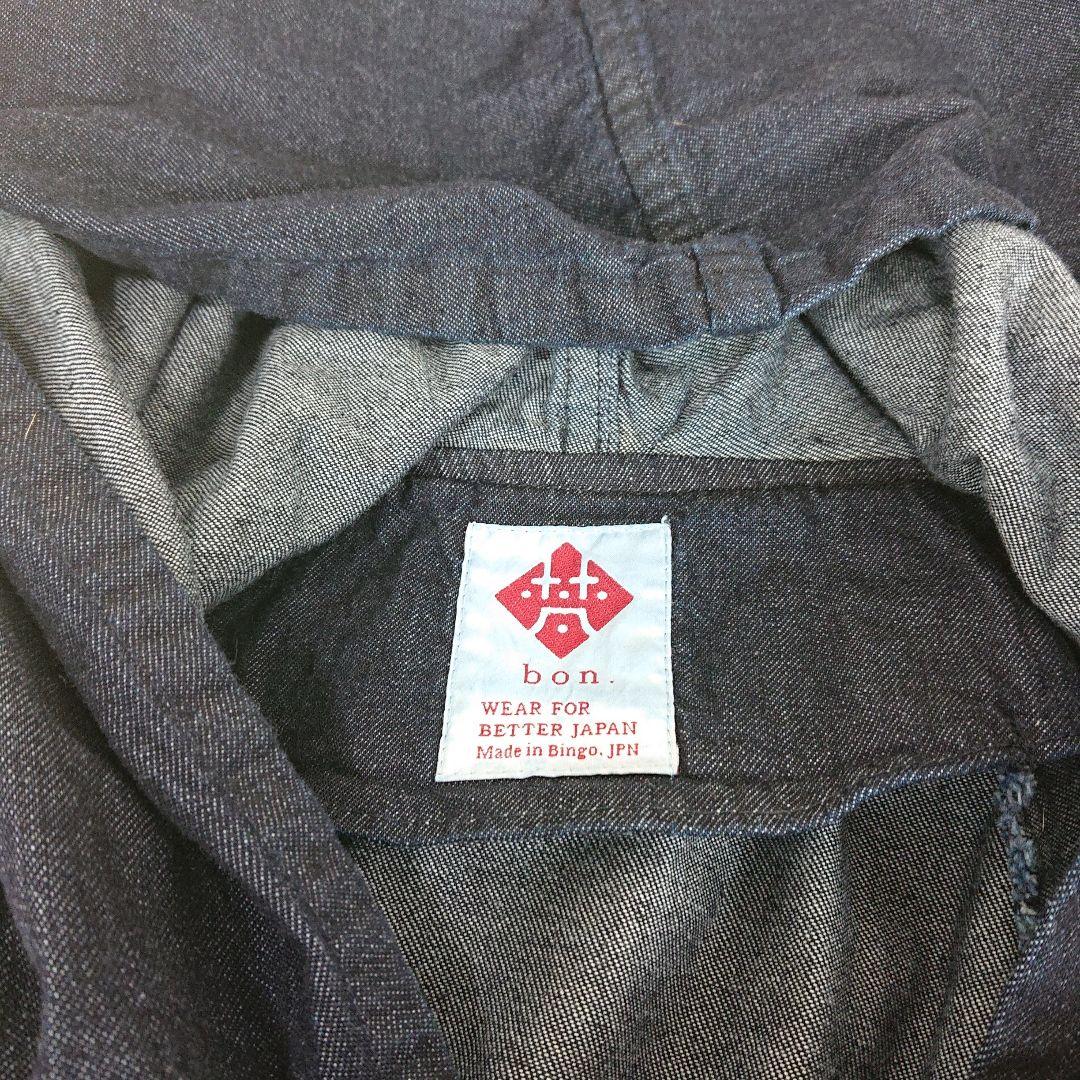 bon.
WEAR FOR
BETTER JAPAN
Made in Bingo. JPN